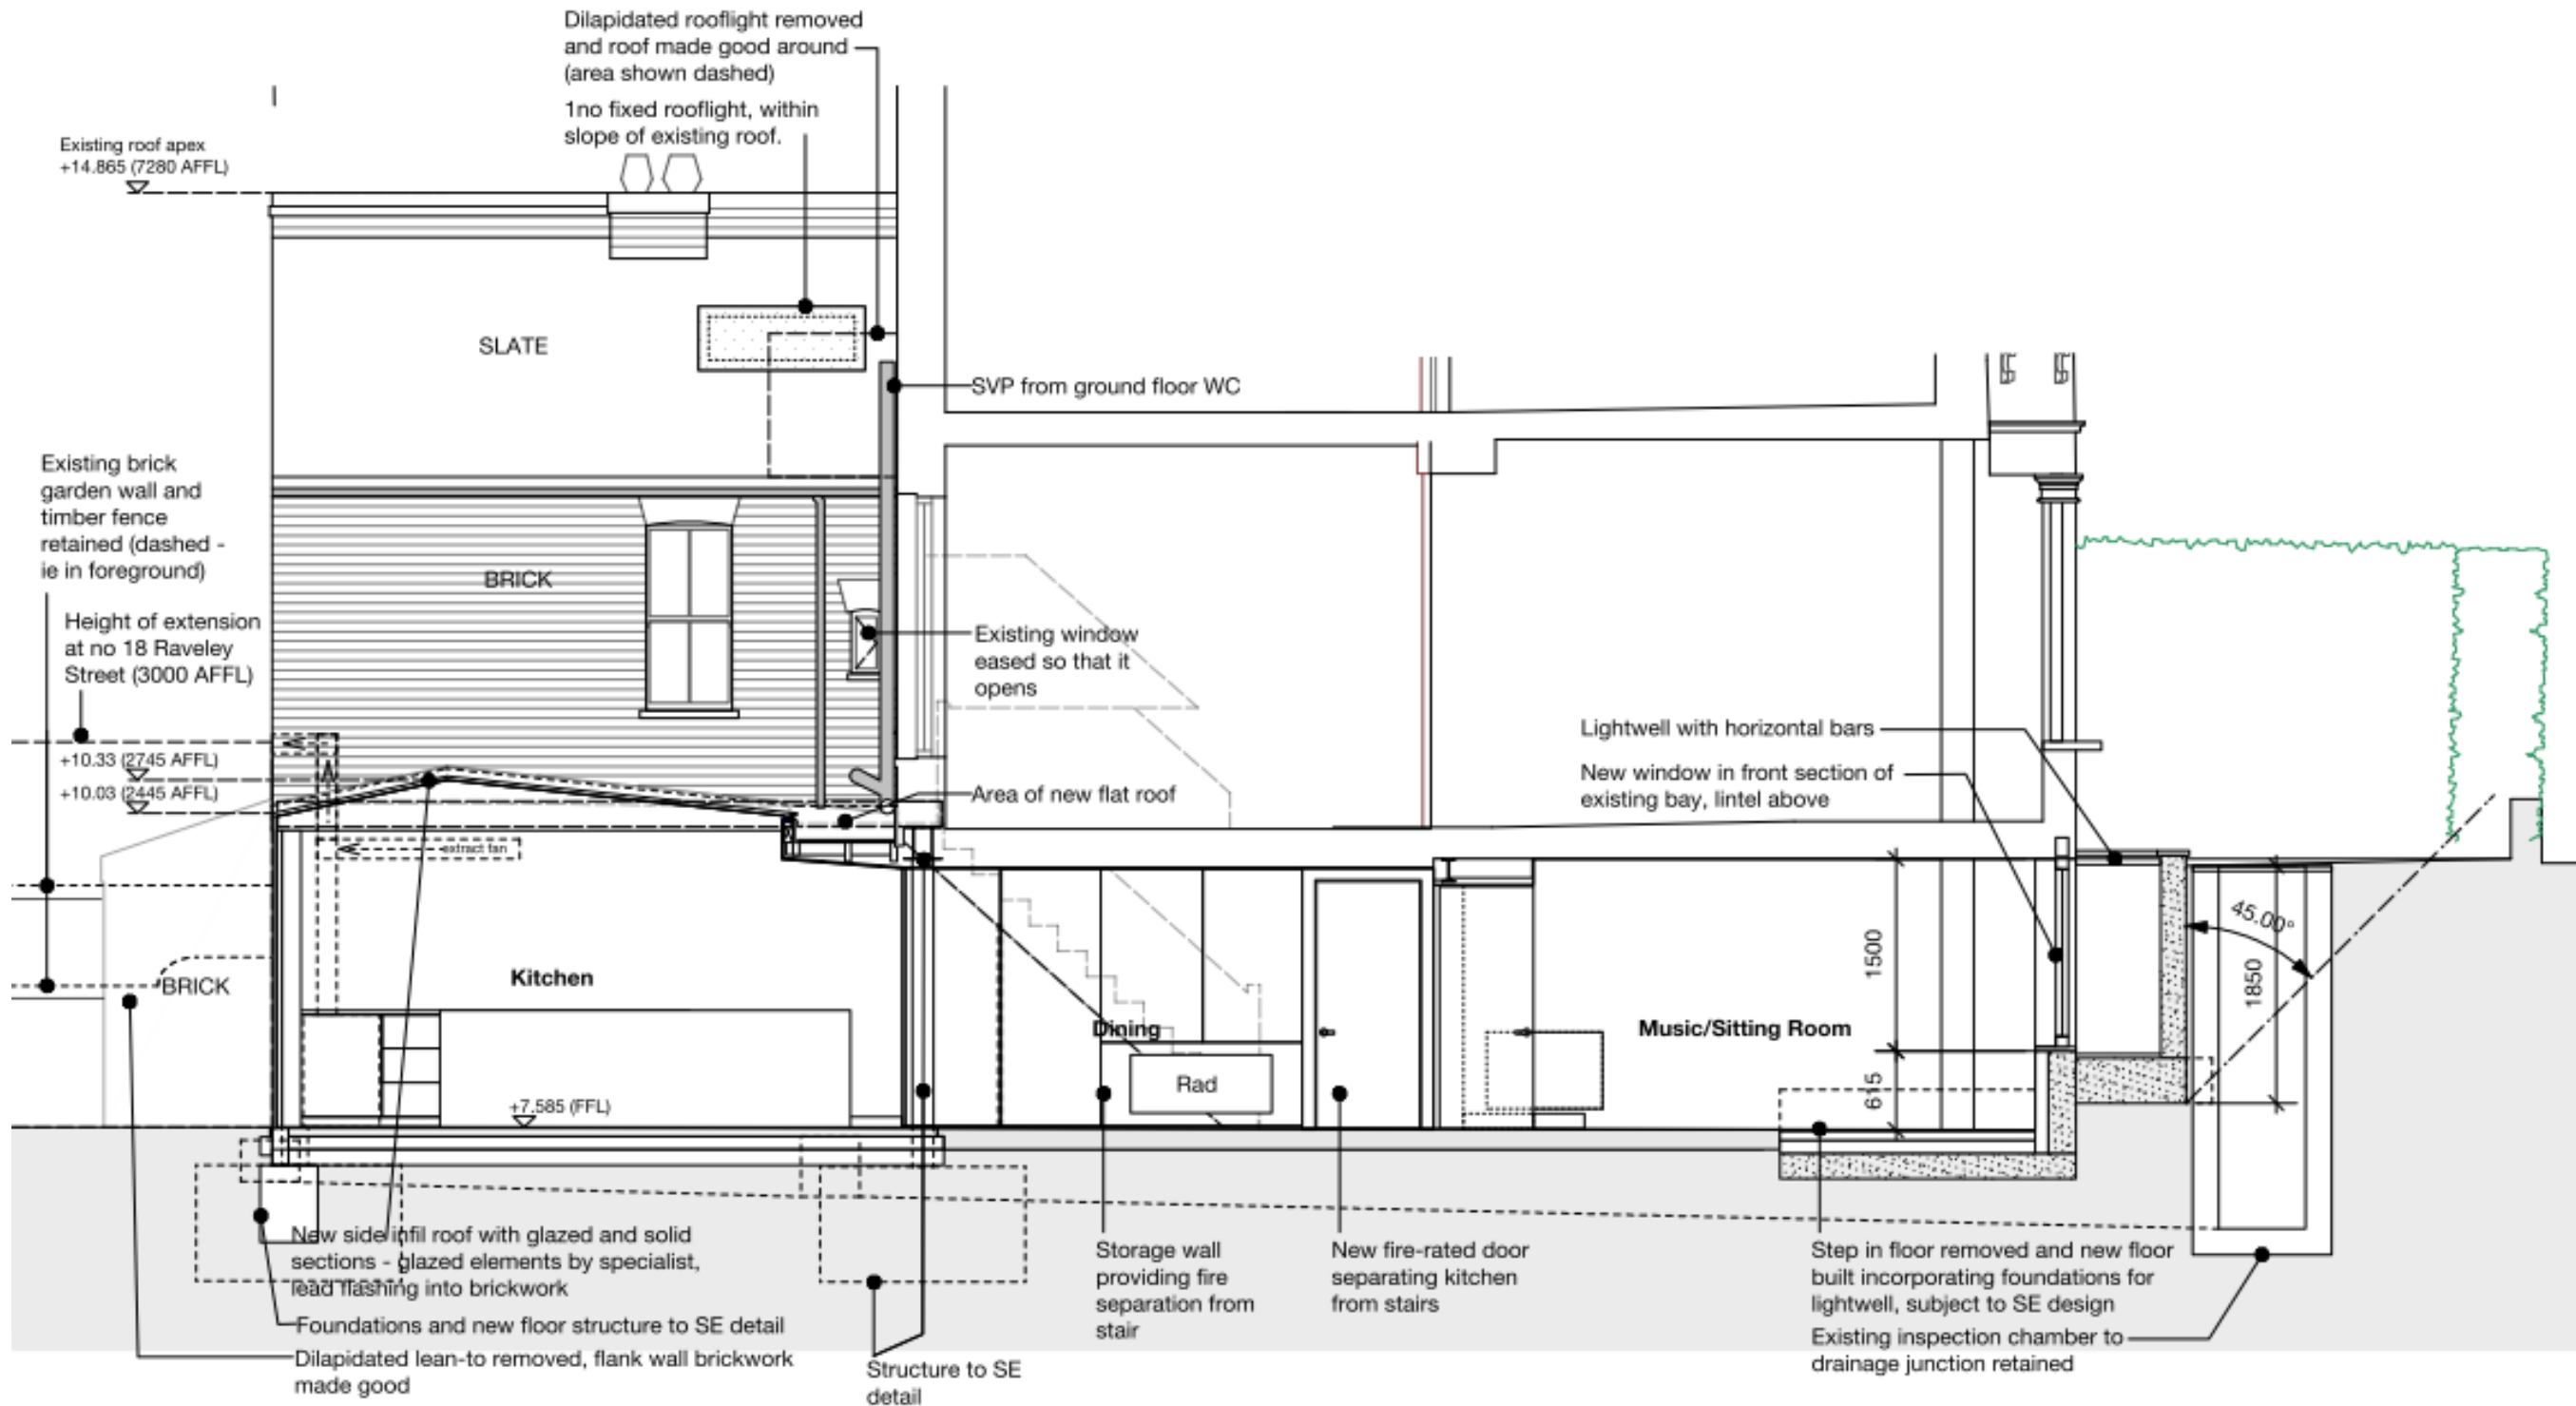 Dilapidated rooflight removed
and roof made good around
(area shown dashed)
1no fixed rooflight, within
slope of existing roof.
Existing roof apex
+14.865 (7280 AFFL)
SLATE
SVP from ground floor WC
Existing brick
garden wall and
timber fence
retained (dashed -
ie in foreground)
BRICK
Height of extension
at no 18 Raveley
Street (3000 AFFL)
Existing window
eased so that it
opens
+10.33 (2745 AFFL)
+10.03 (2445 AFFL)
Area of new flat roof
Lightwell with horizontal bars
New window in front section of
existing bay, lintel above
extract fan
45.00°
1500
1850
BRICK
Kitchen
Dining
Music/Sitting Room
Rad
615
+7.585 (FFL)
New side infil roof with glazed and solid
sections - glazed elements by specialist,
lead flashing into brickwork
Foundations and new floor structure to SE detail
Dilapidated lean-to removed, flank wall brickwork
made good
Structure to SE
detail
Storage wall
providing fire
separation from
stair
New fire-rated door
separating kitchen
from stairs
Step in floor removed and new floor
built incorporating foundations for
lightwell, subject to SE design
Existing inspection chamber to
drainage junction retained